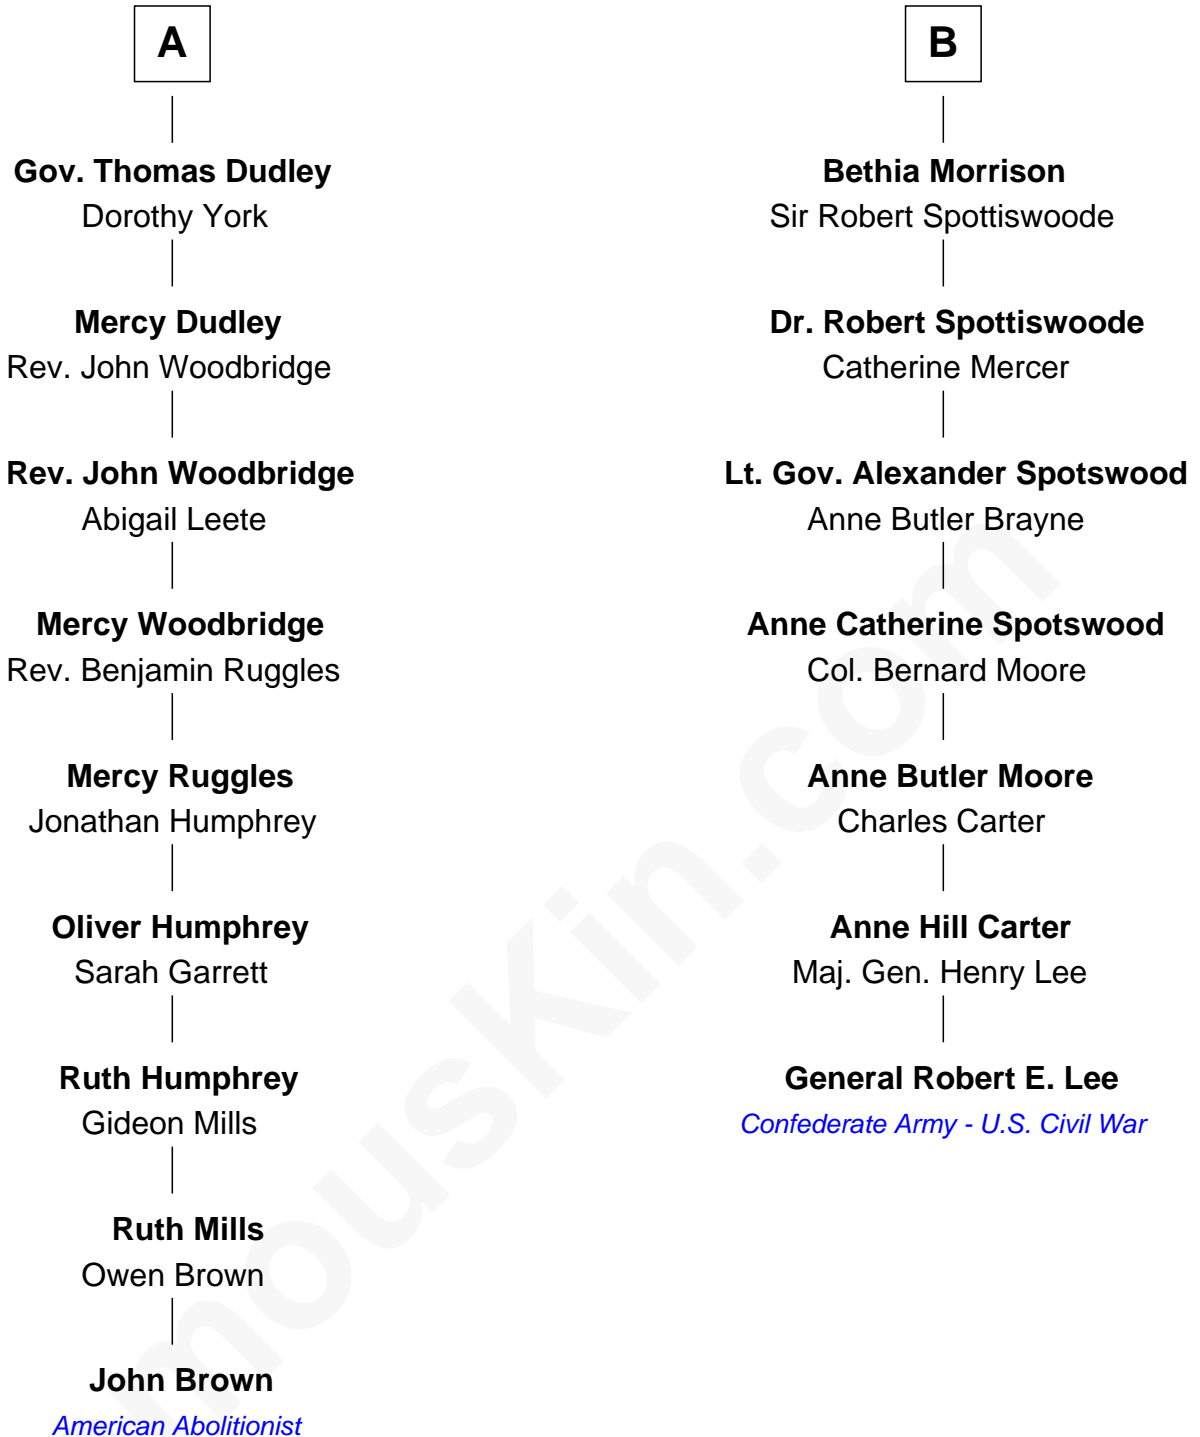 A
Gov. Thomas Dudley
Dorothy York
Mercy Dudley
Rev. John Woodbridge
Rev. John Woodbridge
Abigail Leete
Mercy Woodbridge
Rev. Benjamin Ruggles
Mercy Ruggles
Jonathan Humphrey
Oliver Humphrey
Sarah Garrett
Ruth Humphrey
Gideon Mills
Ruth Mills
Owen Brown
John Brown
American Abolitionist
B
Bethia Morrison
Sir Robert Spottiswoode
Dr. Robert Spottiswoode
Catherine Mercer
Lt. Gov. Alexander Spotswood
Anne Butler Brayne
Anne Catherine Spotswood
Col. Bernard Moore
Anne Butler Moore
Charles Carter
Anne Hill Carter
Maj. Gen. Henry Lee
General Robert E. Lee
Confederate Army - U.S. Civil War
mousKin.com